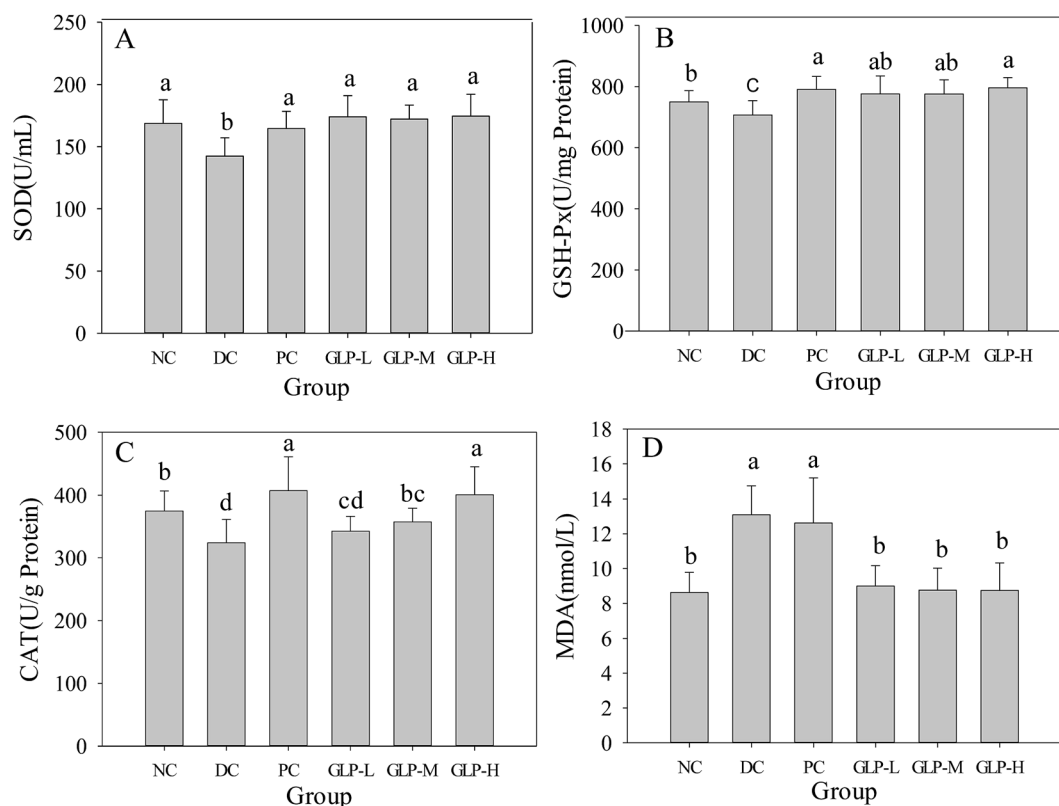 A
SOD(U/mL)
250
200
150
100
50
0
a
b
a
a
a
a
NC DC PC GLP-L GLP-M GLP-H
Group
B
GSH-Px(U/mg Protein)
1000
800
600
400
200
0
b
c
a
ab
ab
a
NC DC PC GLP-L GLP-M GLP-H
Group
C
CAT(U/g Protein)
500
400
300
200
100
0
b
d
a
cd
bc
a
NC DC PC GLP-L GLP-M GLP-H
Group
D
MDA(nmol/L)
18
16
14
12
10
8
6
4
2
0
b
a
a
b
b
b
NC DC PC GLP-L GLP-M GLP-H
Group